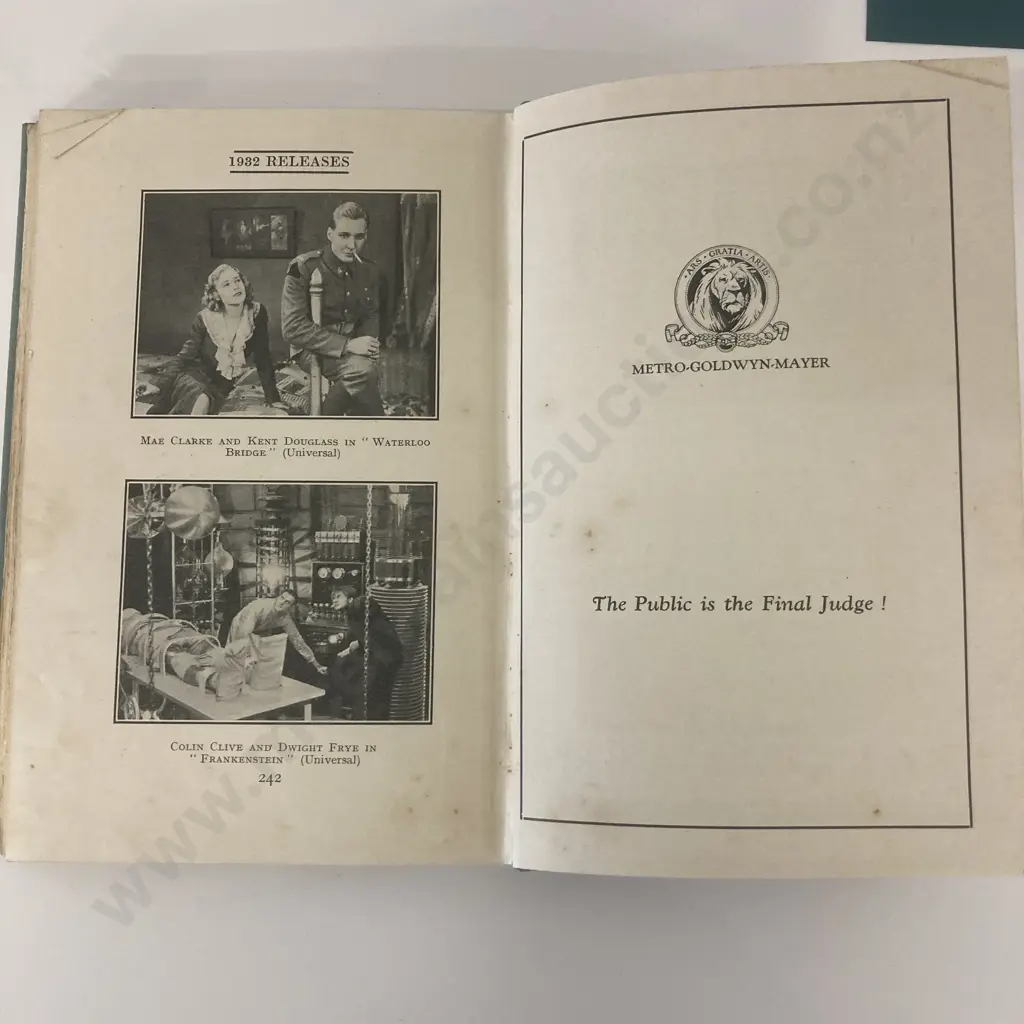 1932 RELEASES
MAE CLARKE AND KENT DOUGLASS IN "WATERLOO
BRIDGE" (Universal)
COLIN CLIVE AND DWIGHT FRYE IN
"FRANKENSTEIN" (Universal)
242
·ARS·GRATIA·ARTIS·
METRO-GOLDWYN-MAYER
The Public is the Final Judge !